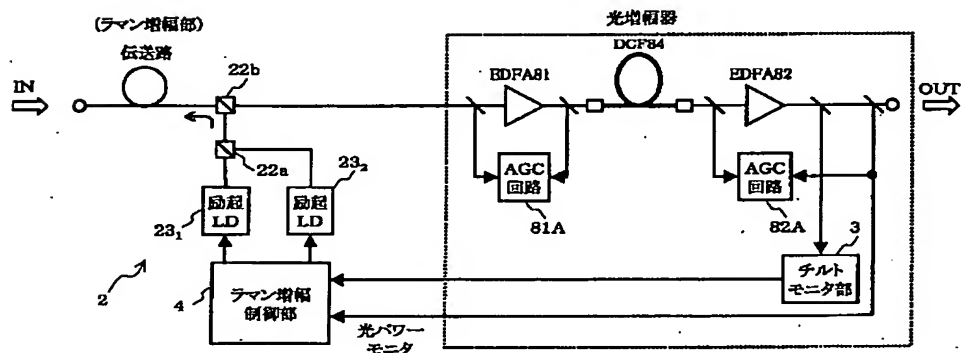 (ラマン増幅部)
伝送路
光増幅器
DCF84
IN
22b
EDFA81
EDFA82
OUT
22a
23₁
励起
LD
23₂
励起
LD
AGC
回路
81A
AGC
回路
82A
3
チルト
モニタ部
2
4
ラマン増幅
制御部
光パワー
モニタ